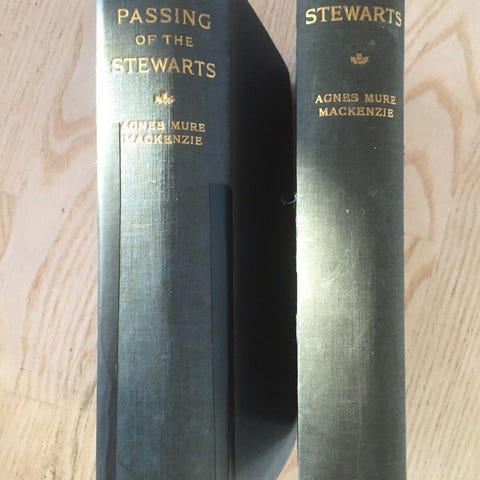 PASSING
OF THE
STEWARTS
AGNES MURE
MACKENZIE
STEWARTS
AGNES MURE
MACKENZIE